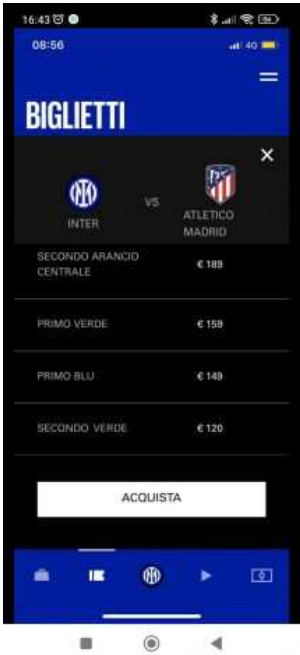 16:43
08:56
4G
BIGLIETTI
INTER
VS
ATLETICO
MADRID
SECONDO ARANCIO
CENTRALE
€ 189
PRIMO VERDE
€ 159
PRIMO BLU
€ 149
SECONDO VERDE
€ 120
ACQUISTA